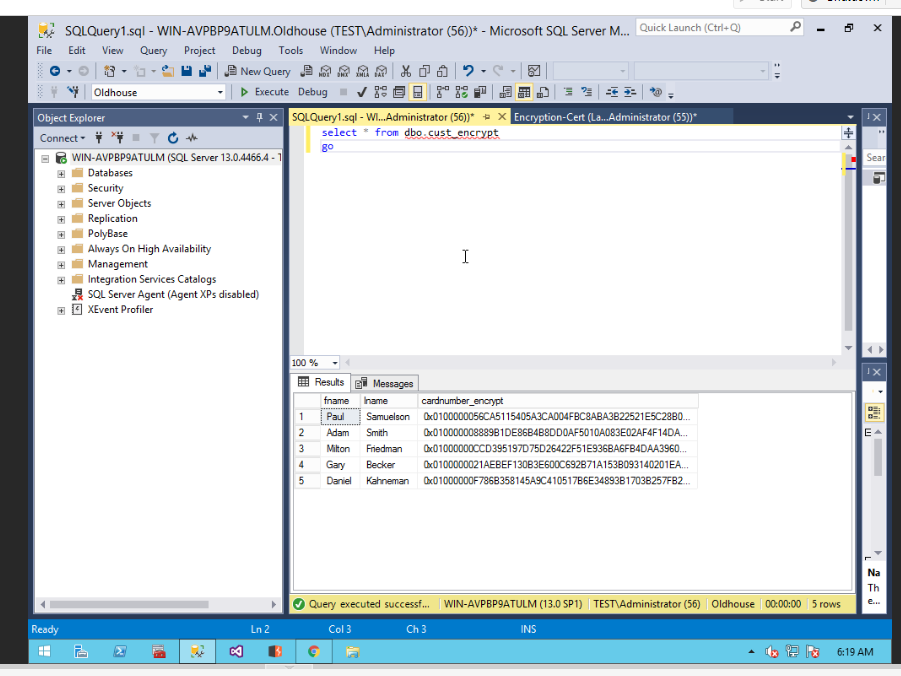 SQLQuery1.sql - WIN-AVPBP9ATULM.Oldhouse (TEST\Administrator (56))* - Microsoft SQL Server M...
Quick Launch (Ctrl+Q)
File Edit View Query Project Debug Tools Window Help
New Query
Oldhouse
Execute Debug
Object Explorer
SQLQuery1.sql - WI...Administrator (56))*
Encryption-Cert (La...Administrator (55))*
Connect
select * from dbo.cust_encrypt
go
Sear
WIN-AVPBP9ATULM (SQL Server 13.0.4466.4 - T
Databases
Security
Server Objects
Replication
PolyBase
Always On High Availability
Management
Integration Services Catalogs
SQL Server Agent (Agent XPs disabled)
XEvent Profiler
100 %
Results Messages
fname lname cardnumber_encrypt
1 Paul Samuelson 0x0100000056CA5115405A3CA004FBC8ABA3B22521E5C28B0...
2 Adam Smith 0x010000008889B1DE86B4B8DD0AF5010A083E02AF4F14DA...
3 Milton Friedman 0x01000000CCD395197D75D26422F51E936BA6FB4DAA3960...
4 Gary Becker 0x0100000021AEBEF130B3E600C692B71A153B093140201EA...
5 Daniel Kahneman 0x01000000F786B358145A9C410517B6E34893B1703B257FB2...
Na
Th
e...
Query executed successf... WIN-AVPBP9ATULM (13.0 SP1) TEST\Administrator (56) Oldhouse 00:00:00 5 rows
Ready Ln 2 Col 3 Ch 3 INS
6:19 AM